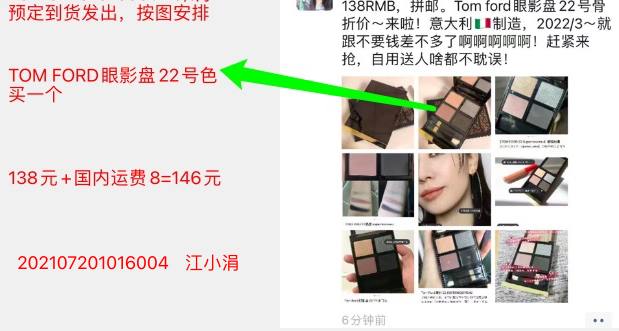 预定到货发出，按图安排
TOM FORD眼影盘22号色
买一个
138元+国内运费8=146元
202107201016004 江小涓
138RMB，拼邮。Tom ford眼影盘22号骨
折价～来啦！意大利🇮🇹制造，2022/3～就
跟不要钱差不多了啊啊啊啊啊！赶紧来
抢，自用送人啥都不耽误！
6分钟前